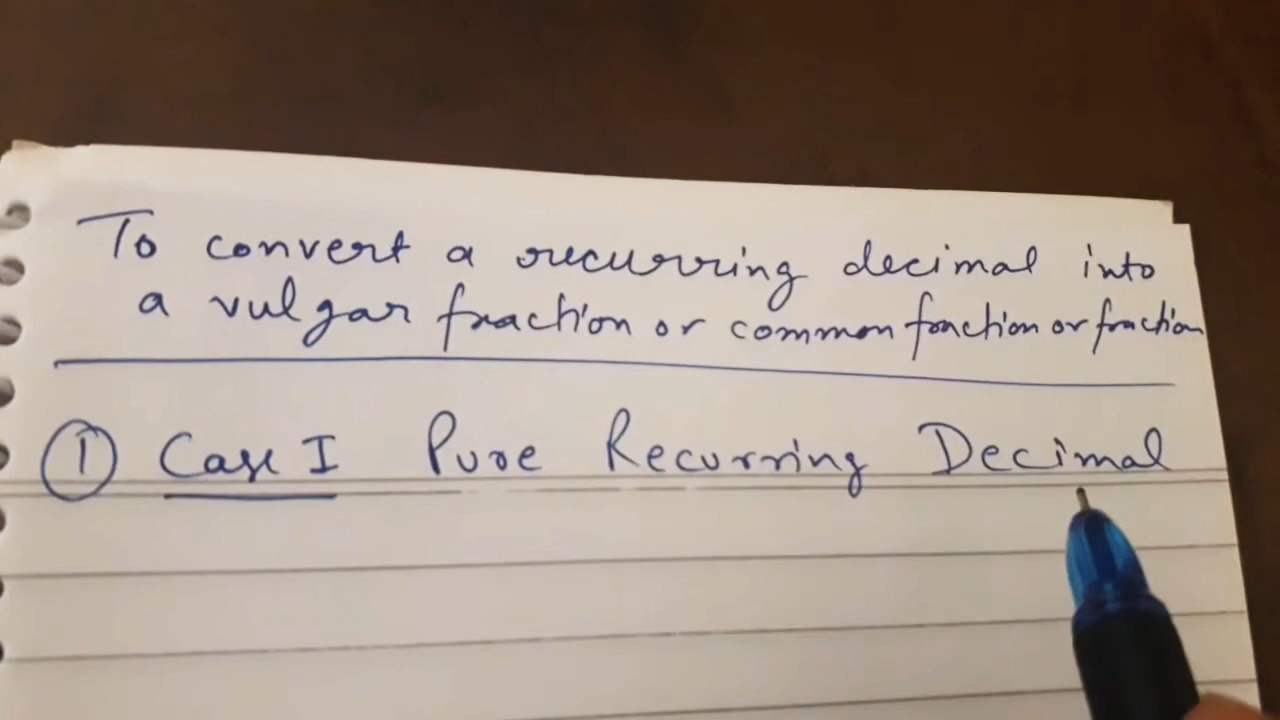 To convert a recurring decimal into
a vulgar fraction or common fraction or fraction
① Case I Pure Recurring Decimal